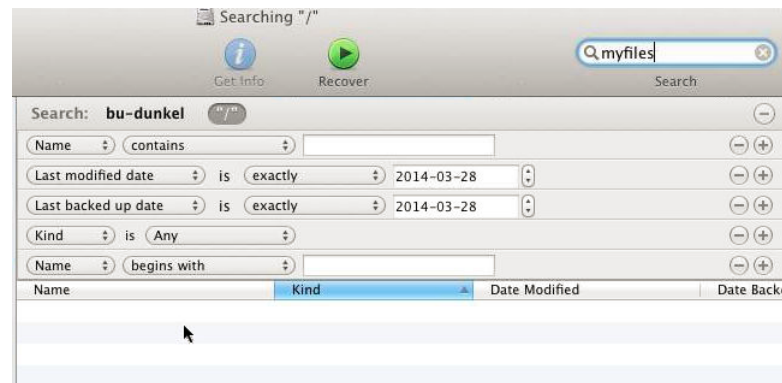 Searching "/"
myfiles
Get Info
Recover
Search
Search: bu-dunkel "/"
Name contains
Last modified date is exactly 2014-03-28
Last backed up date is exactly 2014-03-28
Kind is Any
Name begins with
Name Kind Date Modified Date Back